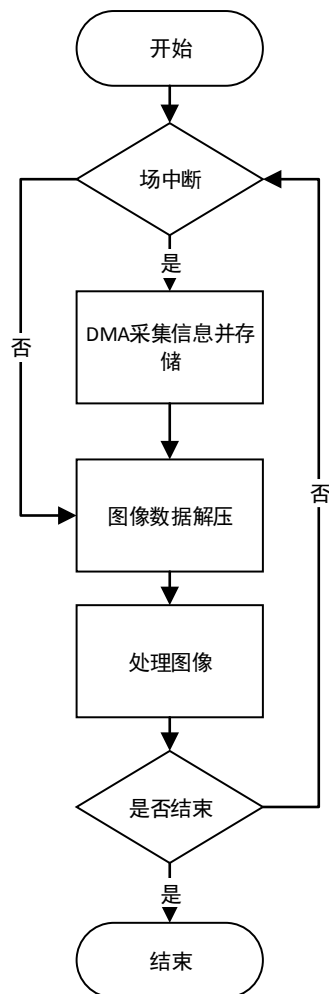 开始
场中断
是
否
DMA采集信息并存
储
图像数据解压
否
处理图像
是否结束
是
结束